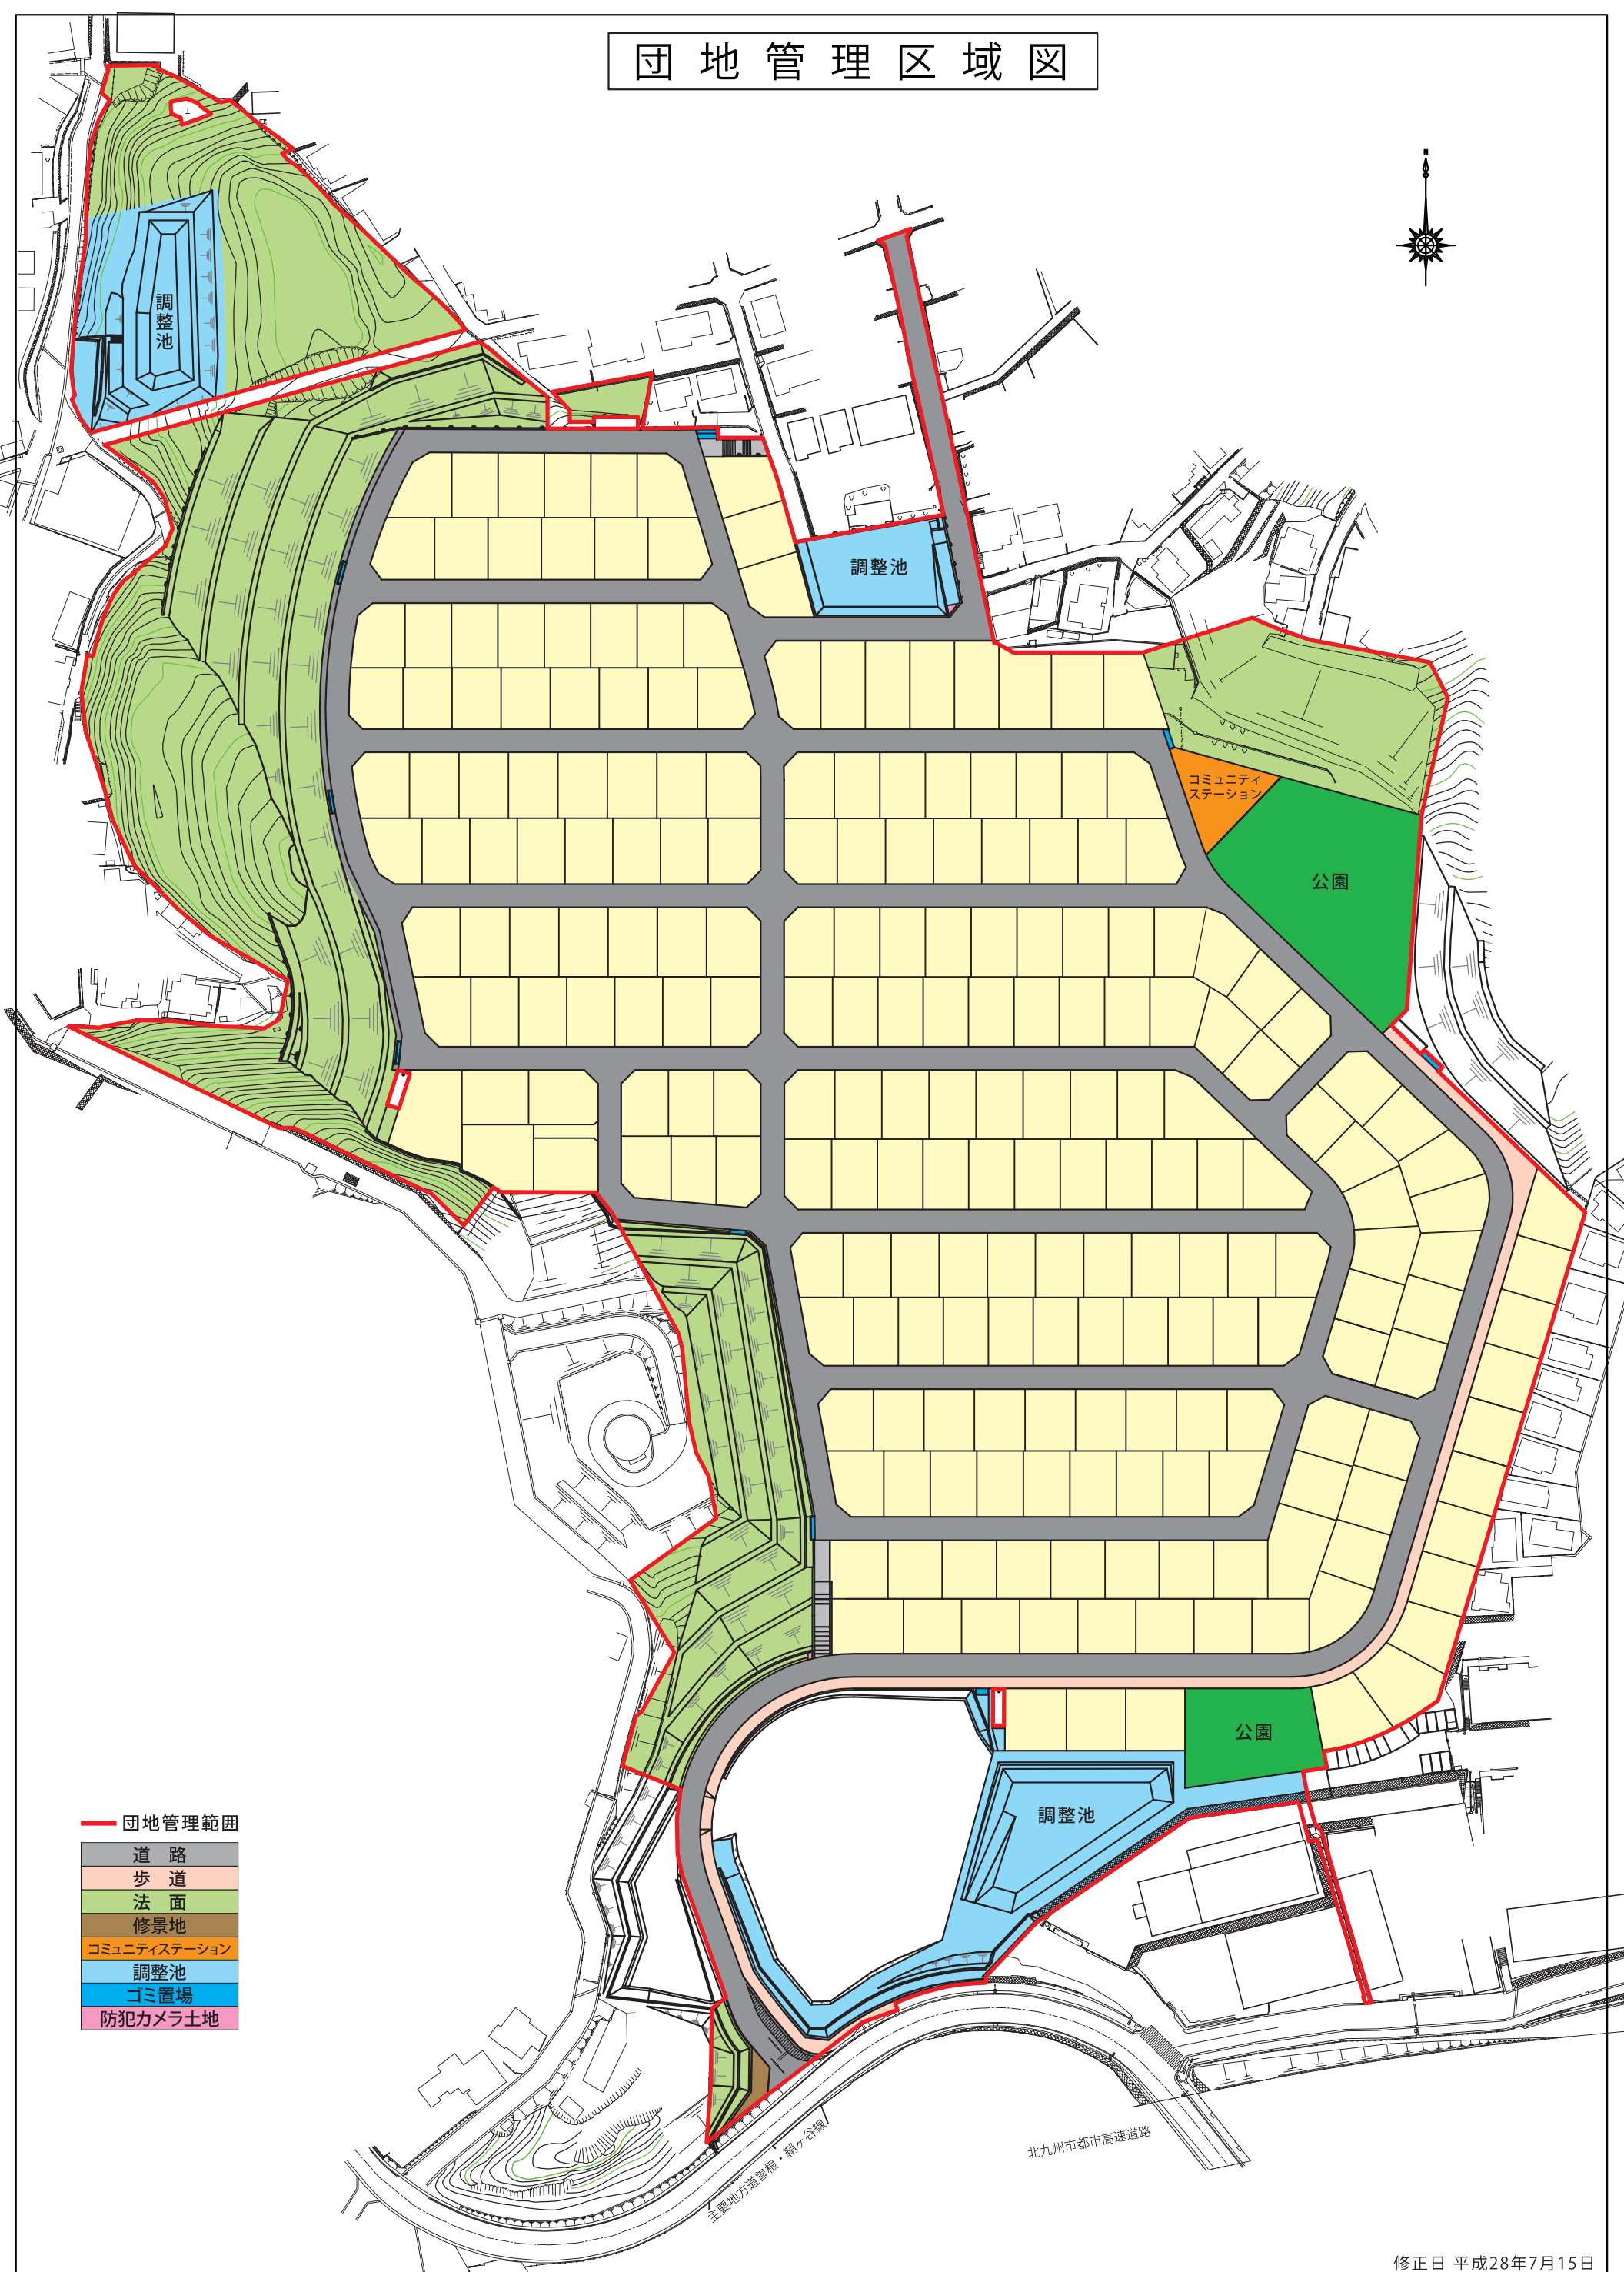 団地管理区域図
N
調整池
調整池
コミュニティ
ステーション
公園
公園
調整池
団地管理範囲
道 路
歩 道
法 面
修景地
コミュニティステーション
調整池
ゴミ置場
防犯カメラ土地
主要地方道曽根・鞘ヶ谷線
北九州市都市高速道路
修正日 平成28年7月15日